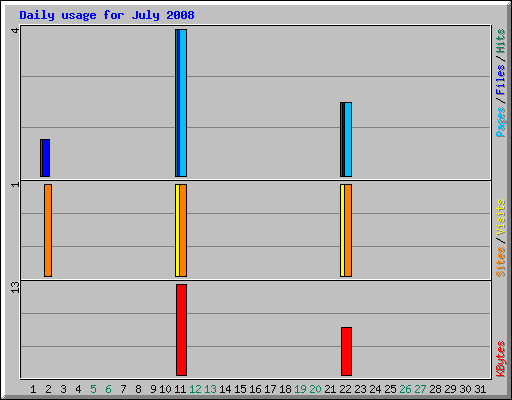 Daily usage for July 2008
4
Pages / Files / Hits
1
Sites / Visits
13
KBytes
1 2 3 4 5 6 7 8 9 10 11 12 13 14 15 16 17 18 19 20 21 22 23 24 25 26 27 28 29 30 31